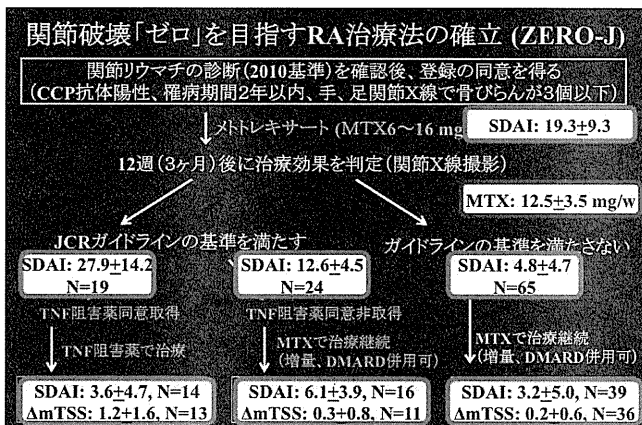 関節破壊「ゼロ」を目指すRA治療法の確立 (ZERO-J)
関節リウマチの診断(2010基準)を確認後、登録の同意を得る
(CCP抗体陽性、罹病期間2年以内、手、足関節X線で骨びらんが3個以下)
メトトレキサート (MTX6〜16 mg
SDAI: 19.3±9.3
12週(3ヶ月)後に治療効果を判定(関節X線撮影)
MTX: 12.5±3.5 mg/w
JCRガイドラインの基準を満たす
ガイドラインの基準を満たさない
SDAI: 27.9±14.2
N=19
SDAI: 12.6±4.5
N=24
SDAI: 4.8±4.7
N=65
TNF阻害薬同意取得
TNF阻害薬同意非取得
TNF阻害薬で治療
MTXで治療継続
(増量、DMARD併用可)
MTXで治療継続
(増量、DMARD併用可)
SDAI: 3.6±4.7, N=14
ΔmTSS: 1.2+1.6, N=13
SDAI: 6.1±3.9, N=16
ΔmTSS: 0.3+0.8, N=11
SDAI: 3.2±5.0, N=39
ΔmTSS: 0.2+0.6, N=36